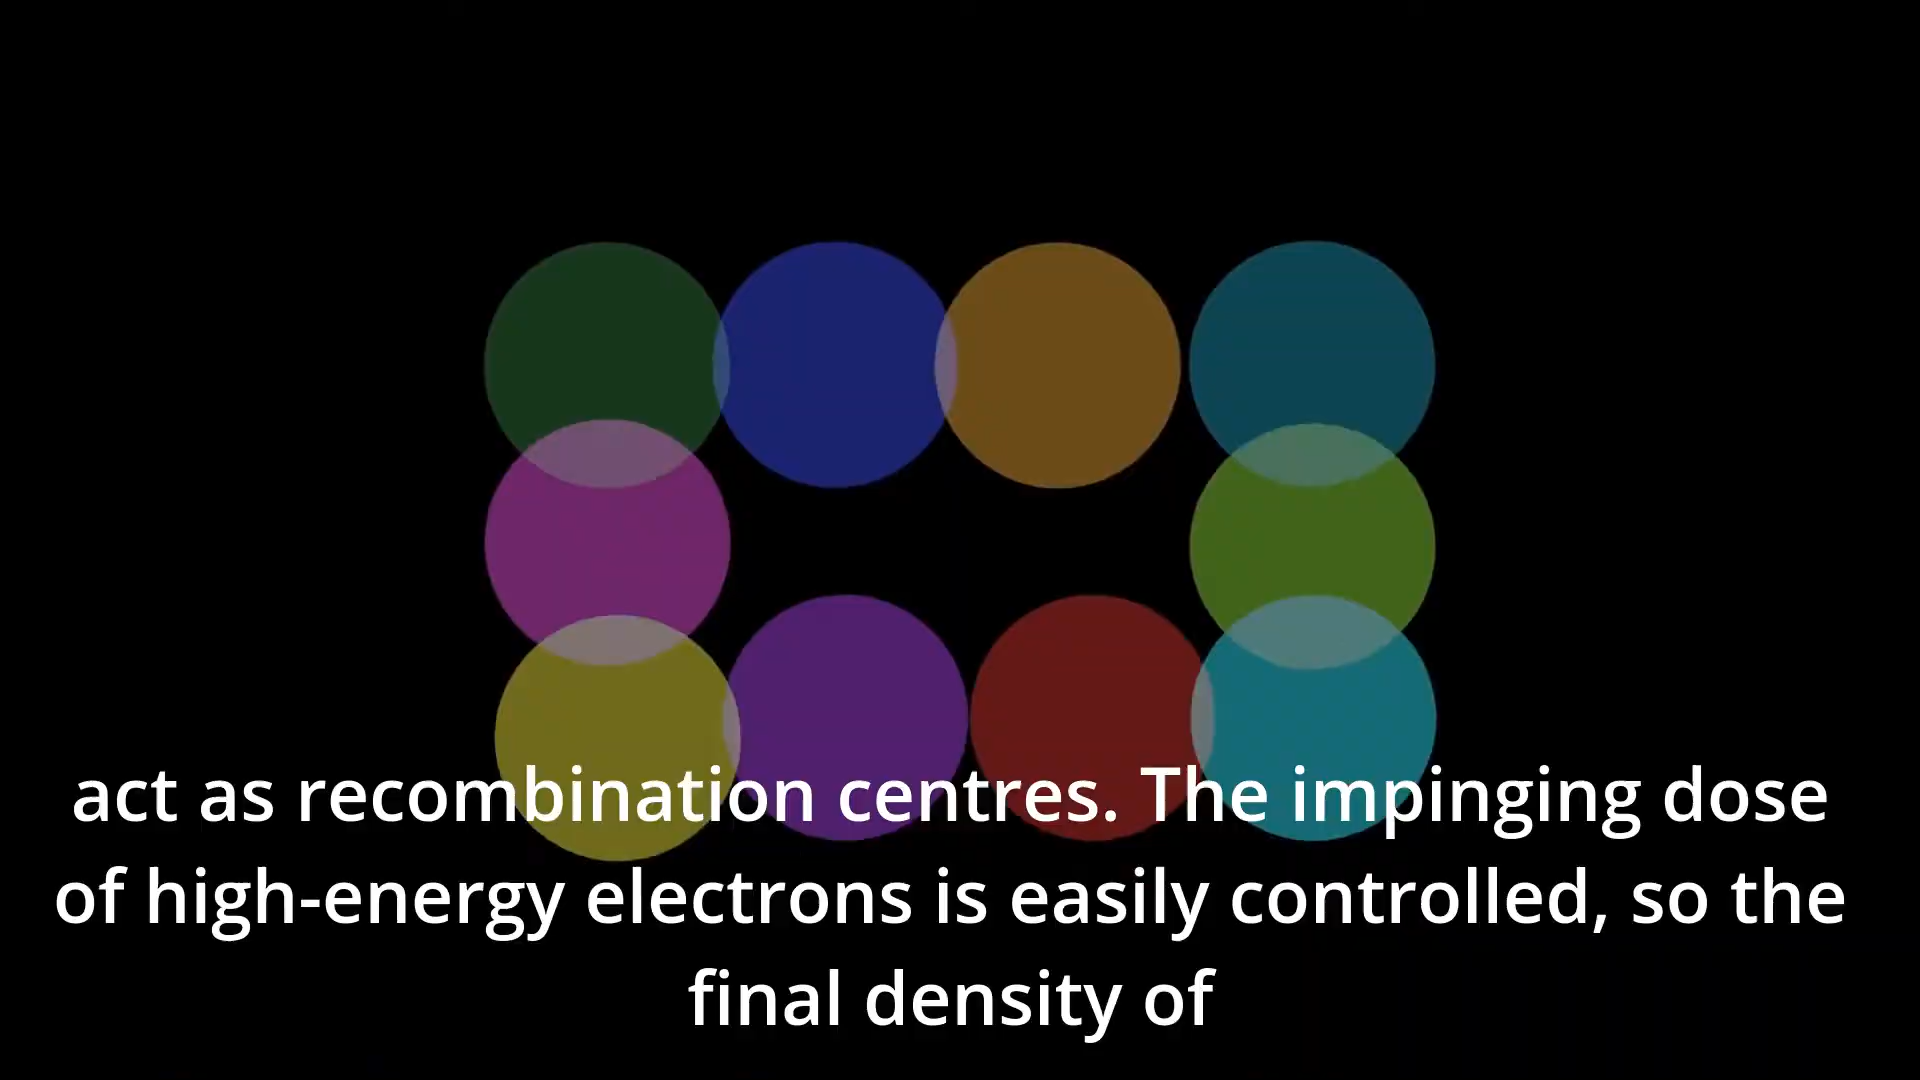 act as recombination centres. The impinging dose
of high-energy electrons is easily controlled, so the
final density of